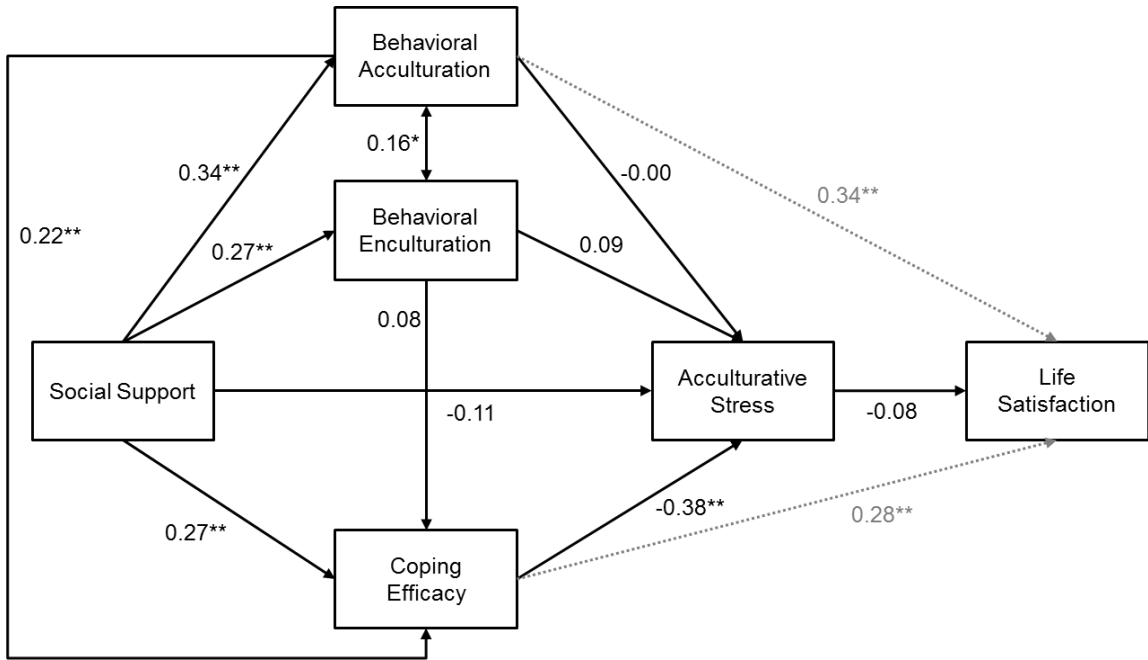 Behavioral
Acculturation
0.16*
0.34**
-0.00
0.34**
Behavioral
Enculturation
0.22**
0.27**
0.09
0.08
Social Support
Acculturative
Stress
Life
Satisfaction
-0.11
-0.08
0.27**
-0.38**
0.28**
Coping
Efficacy